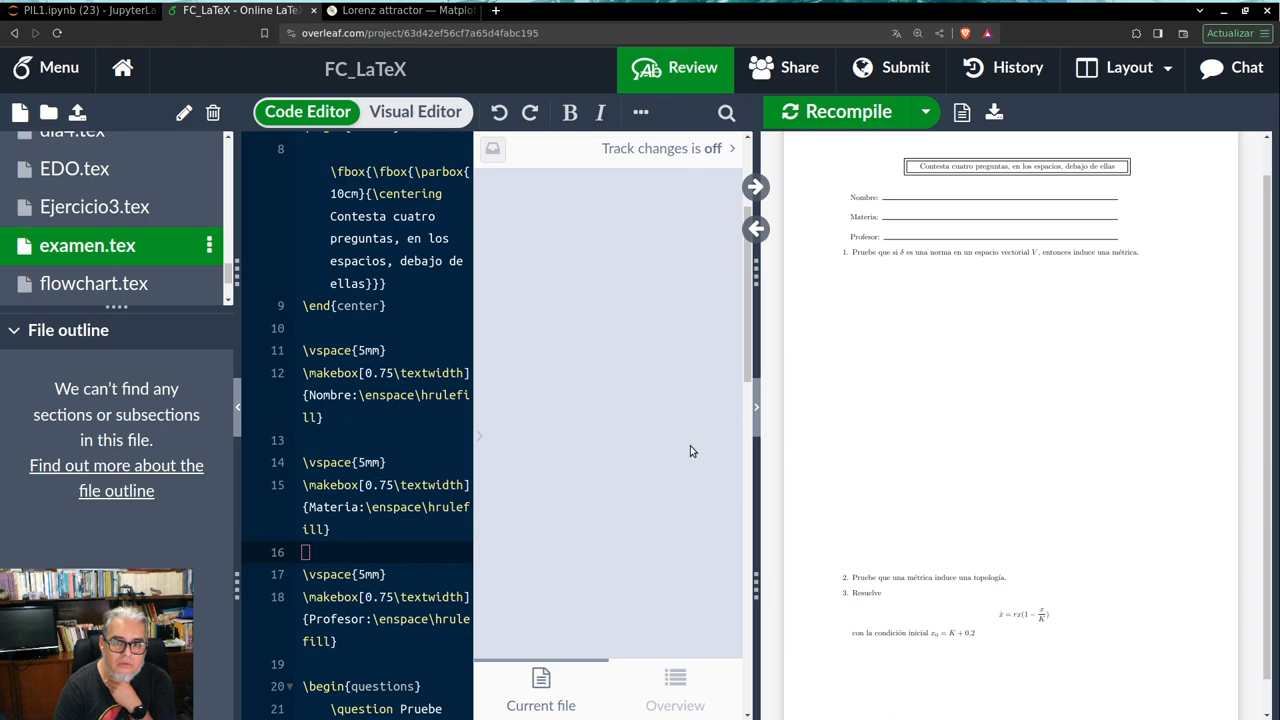 PIL1.ipynb (2) - JupyterLa
FC_LaTeX - Online LaTeX
Lorenz attractor — Matplot
overleaf.com/project/63d42ef56cf7a65d4fabc195
Actualizar
Menu
FC_LaTeX
Review
Share
Submit
History
Layout
Chat
Code Editor
Visual Editor
Recompile
dia4.tex
EDO.tex
ejercicio3.tex
examen.tex
flowchart.tex
File outline
We can't find any
sections or subsections
in this file.
Find out more about the
file outline
8
\fbox{\fbox{\parbox{
10cm}{\centering
Contesta cuatro
preguntas, en los
espcios, debajo de
ellas}}}
9 \end{center}
10
11 \vspace{5mm}
12 \makebox[0.75\textwidth]
{Nombre:\enspace\hrulefi
ll}
13
14 \vspace{5mm}
15 \makebox[0.75\textwidth]
{Materia:\enspace\hrulef
ill}
16
17 \vspace{5mm}
18 \makebox[0.75\textwidth]
{Profesor:\enspace\hrule
fill}
19
20 \begin{questions}
21 \question Pruebe
Track changes is off
Current file
Overview
Contesta cuatro preguntas, en los espacios, debajo de ellas
Nombre:
Materia:
Profesor:
1. Pruebe que si δ es una norma en un espacio vectorial V, entonces induce una métrica.
2. Pruebe que una métrica induce una topología.
3. Resuelve
ẋ = rx(1 − x/K)
con la condición inicial x₀ = K + 0,2